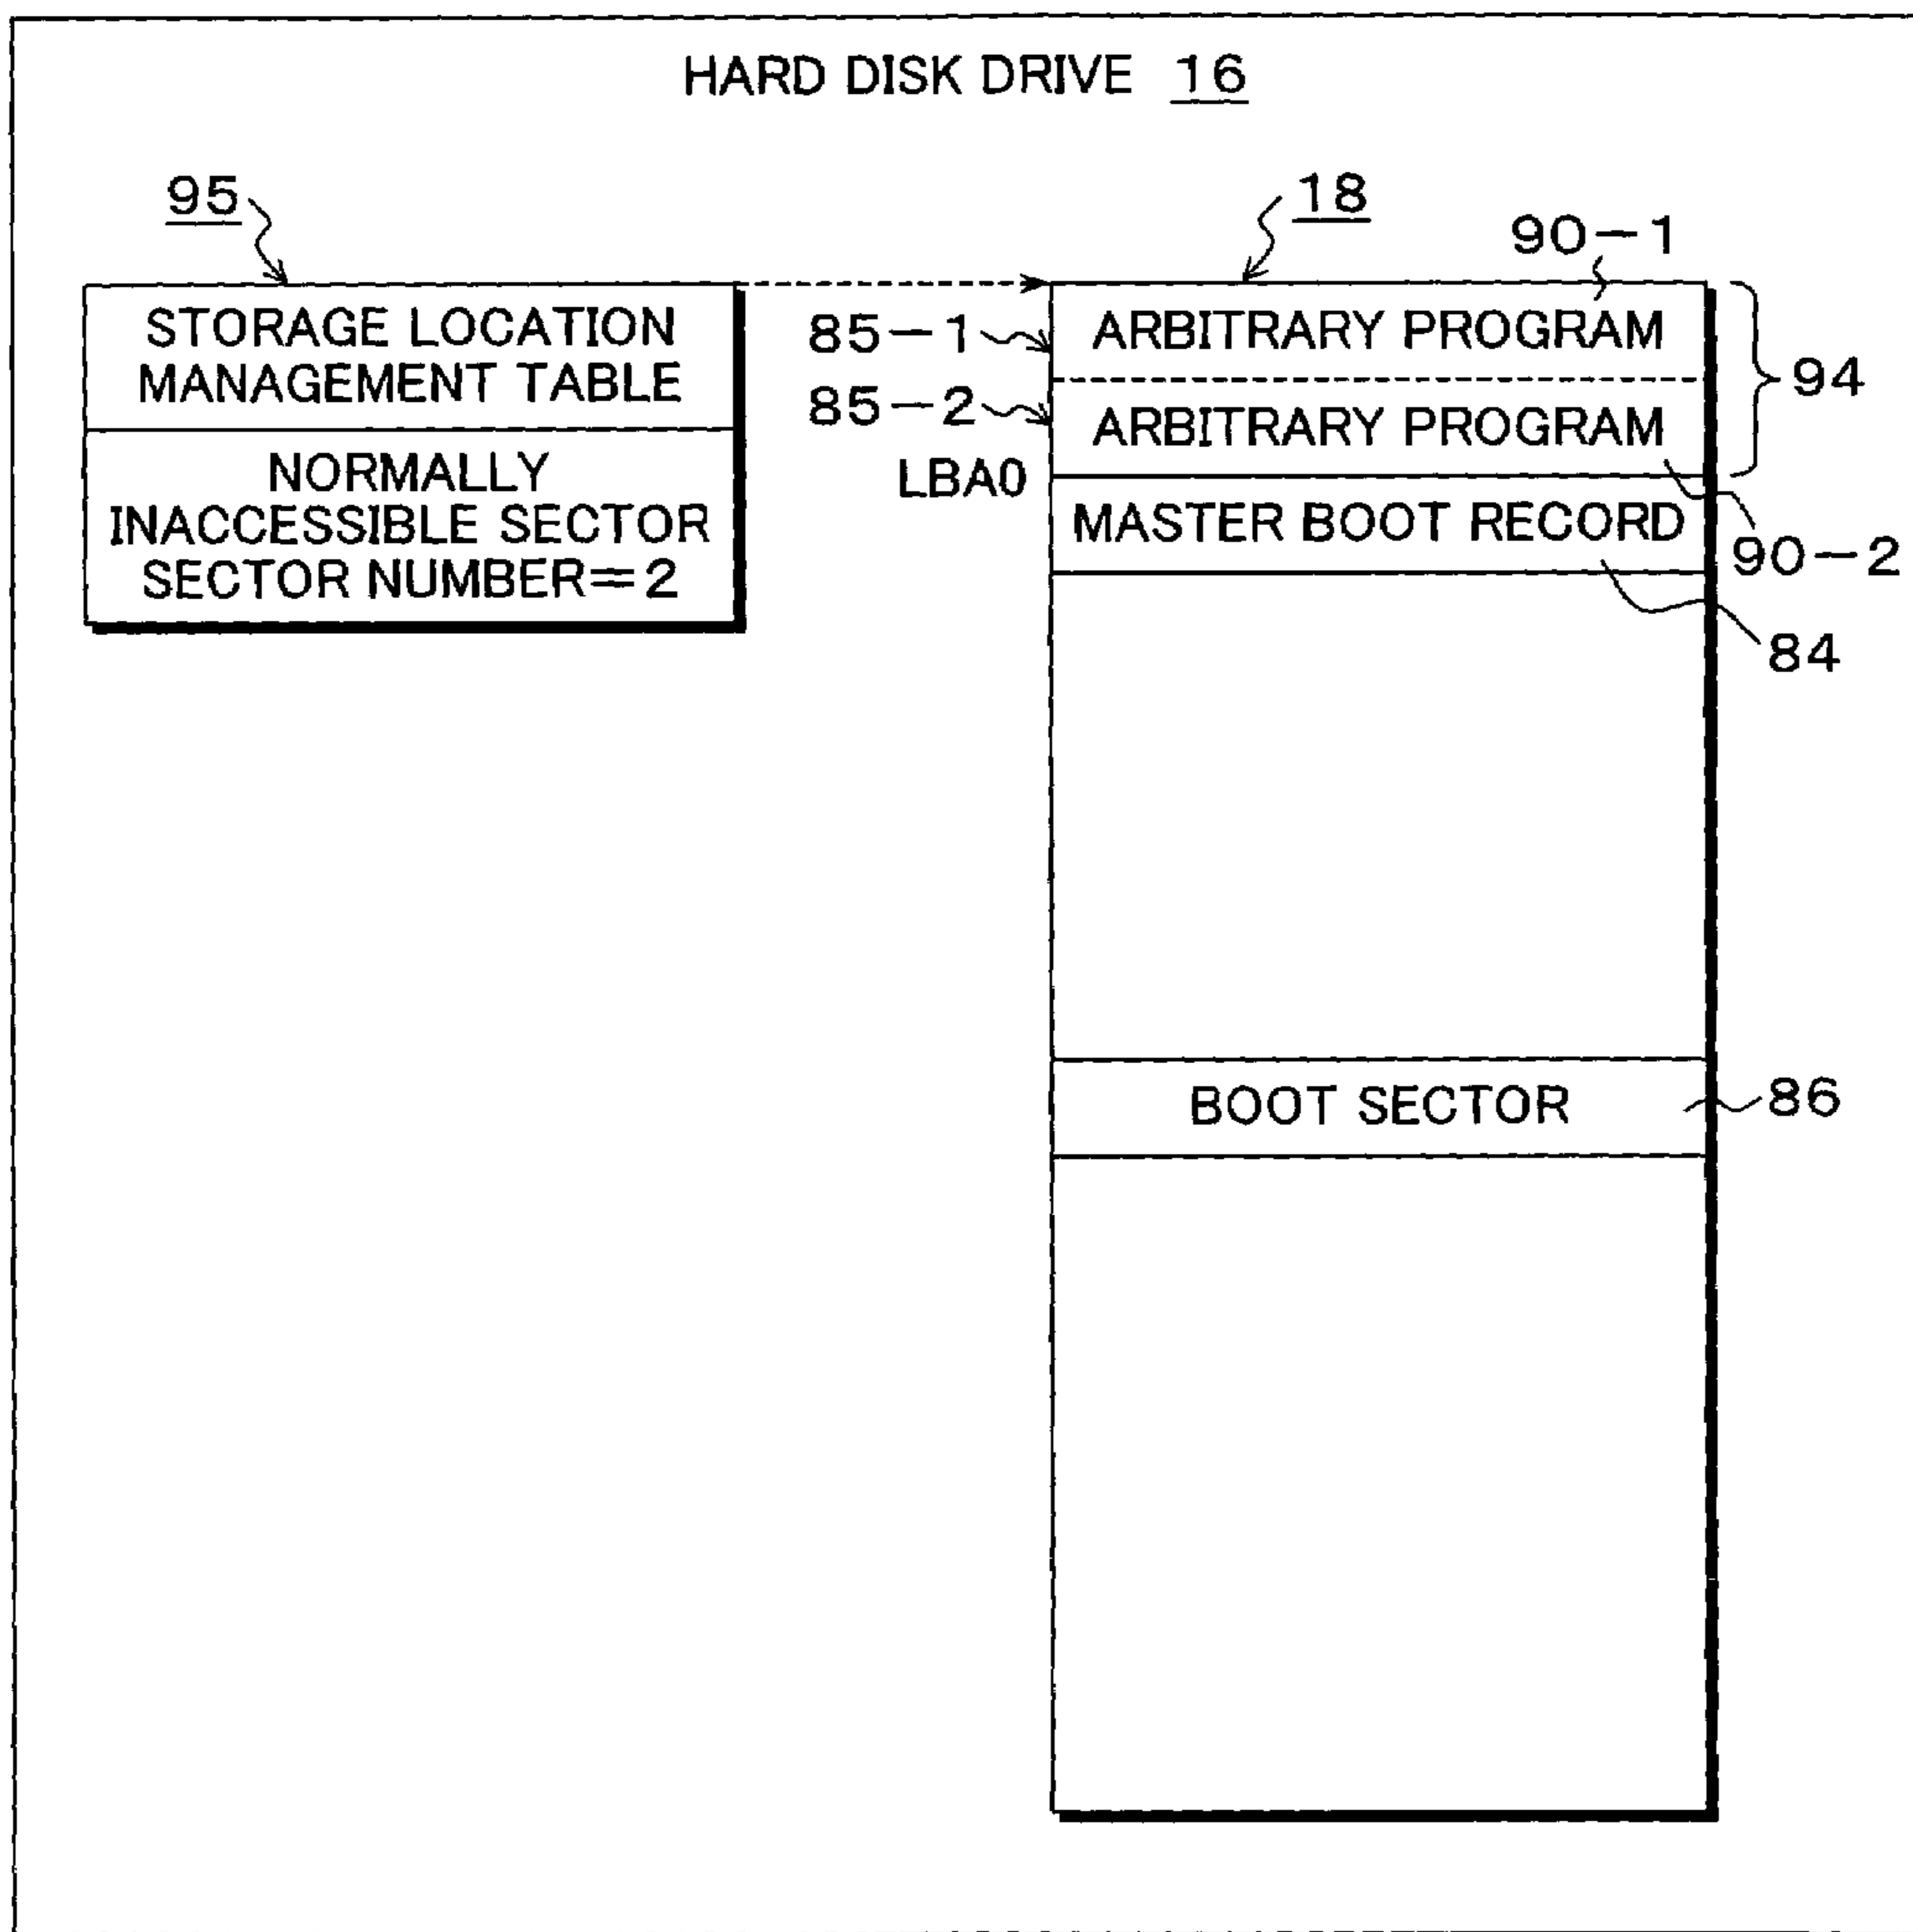 HARD DISK DRIVE 16
95
18
90-1
STORAGE LOCATION
MANAGEMENT TABLE
NORMALLY
INACCESSIBLE SECTOR
SECTOR NUMBER=2
85-1
85-2
LBA0
ARBITRARY PROGRAM
ARBITRARY PROGRAM
94
MASTER BOOT RECORD
90-2
84
BOOT SECTOR
86